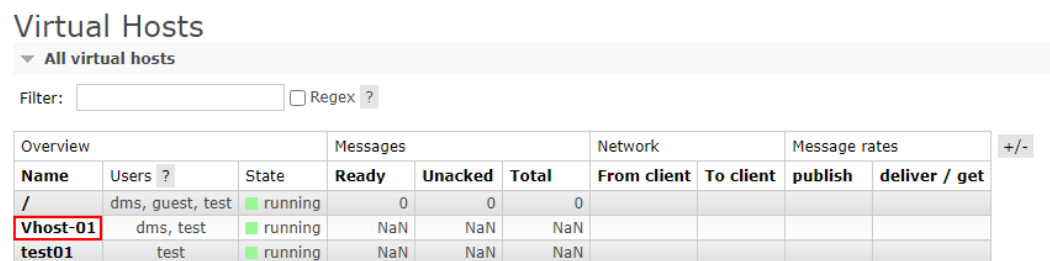 Virtual Hosts
All virtual hosts
Filter: Regex ?
Overview Messages Network Message rates +/-
Name Users ? State Ready Unacked Total From client To client publish deliver / get
/ dms, guest, test running 0 0 0
Vhost-01 dms, test running NaN NaN NaN
test01 test running NaN NaN NaN